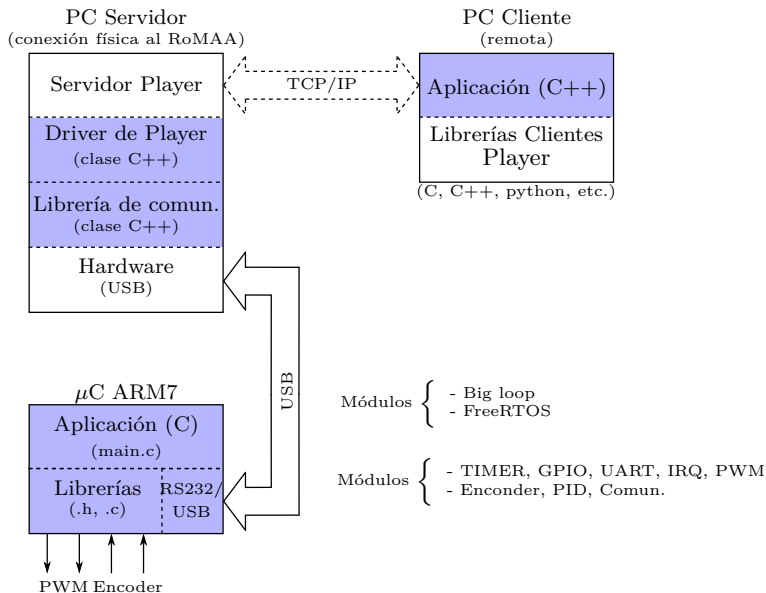 PC Servidor
(conexión física al RoMAA)
Servidor Player
Driver de Player
(clase C++)
Librería de comun.
(clase C++)
Hardware
(USB)
TCP/IP
PC Cliente
(remota)
Aplicación (C++)
Librerías Clientes
Player
(C, C++, python, etc.)
USB
μC ARM7
Aplicación (C)
(main.c)
Librerías
(.h, .c)
RS232/
USB
PWM Encoder
Módulos
- Big loop
- FreeRTOS
Módulos
- TIMER, GPIO, UART, IRQ, PWM
- Enconder, PID, Comun.